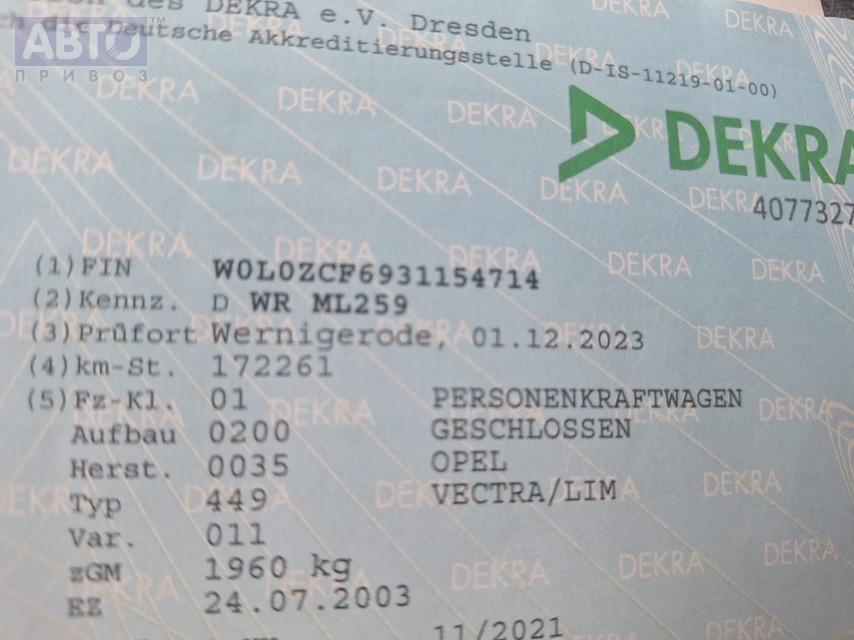 des DEKRA e.V. Dresden
Deutsche Akkreditierungsstelle (D-IS-11219-01-00)
АВТО™
ПРИВОЗ
DEKRA
4077327
(1) FIN W0L0ZCF6931154714
(2) Kennz. D WR ML259
(3) Prüfort Wernigerode, 01.12.2023
(4) km-St. 172261
(5) Fz-Kl. 01 PERSONENKRAFTWAGEN
Aufbau 0200 GESCHLOSSEN
Herst. 0035 OPEL
Typ 449 VECTRA/LIM
Var. 011
zGM 1960 kg
EZ 24.07.2003
11/2021